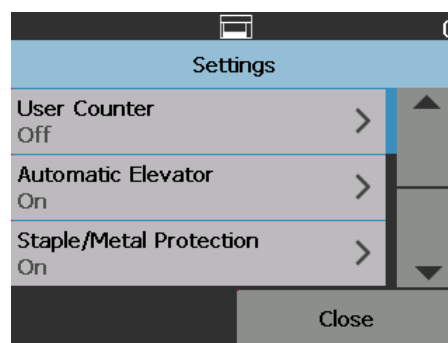 Settings
User Counter
Off
Automatic Elevator
On
Staple/Metal Protection
On
Close